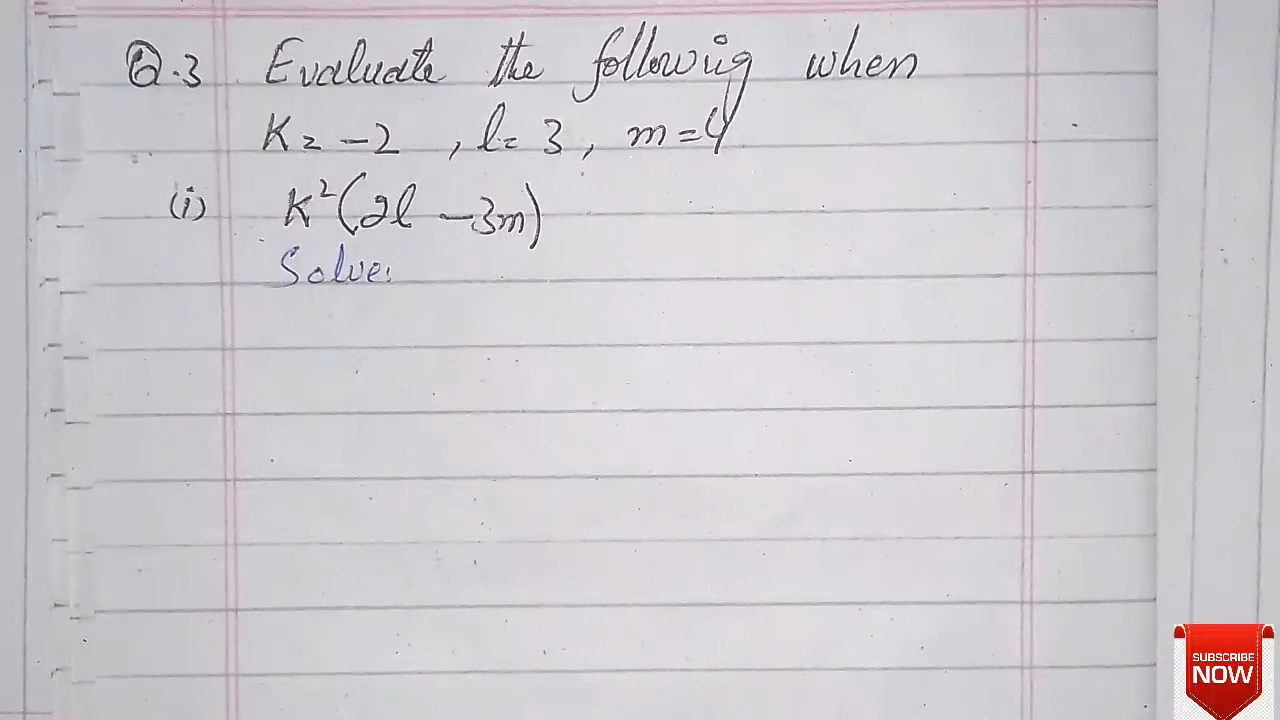 Q.3 Evaluate the following when
K = -2 , l = 3 , m = 4
(i) K²(2l - 3m)
Solve:
SUBSCRIBE
NOW